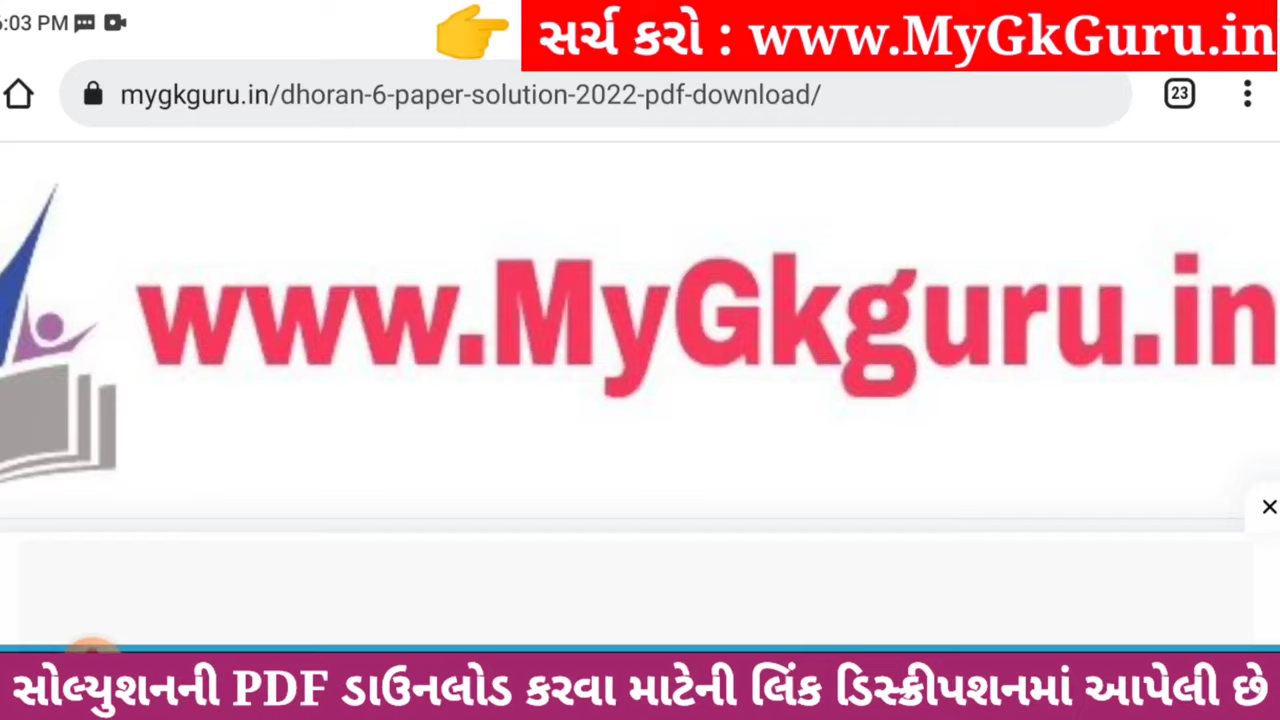 6:03 PM
સર્ચ કરો : www.MyGkGuru.in
mygkguru.in/dhoran-6-paper-solution-2022-pdf-download/
23
www.MyGkguru.in
સોલ્યુશનની PDF ડાઉનલોડ કરવા માટેની લિંક ડિસ્ક્રીપશનમાં આપેલી છે